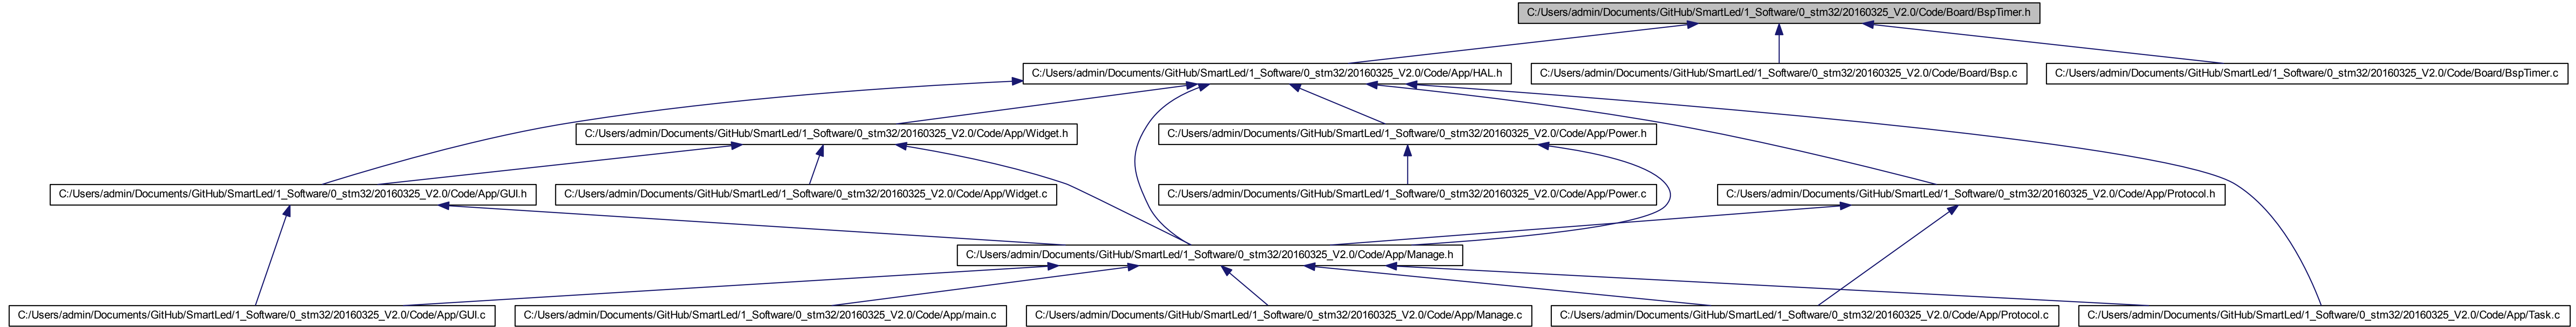 C:/Users/admin/Documents/GitHub/SmartLed/1_Software/0_stm32/20160325_V2.0/Code/Board/BspTimer.h
C:/Users/admin/Documents/GitHub/SmartLed/1_Software/0_stm32/20160325_V2.0/Code/App/HAL.h
C:/Users/admin/Documents/GitHub/SmartLed/1_Software/0_stm32/20160325_V2.0/Code/Board/Bsp.c
C:/Users/admin/Documents/GitHub/SmartLed/1_Software/0_stm32/20160325_V2.0/Code/Board/BspTimer.c
C:/Users/admin/Documents/GitHub/SmartLed/1_Software/0_stm32/20160325_V2.0/Code/App/Widget.h
C:/Users/admin/Documents/GitHub/SmartLed/1_Software/0_stm32/20160325_V2.0/Code/App/Power.h
C:/Users/admin/Documents/GitHub/SmartLed/1_Software/0_stm32/20160325_V2.0/Code/App/GUI.h
C:/Users/admin/Documents/GitHub/SmartLed/1_Software/0_stm32/20160325_V2.0/Code/App/Widget.c
C:/Users/admin/Documents/GitHub/SmartLed/1_Software/0_stm32/20160325_V2.0/Code/App/Power.c
C:/Users/admin/Documents/GitHub/SmartLed/1_Software/0_stm32/20160325_V2.0/Code/App/Protocol.h
C:/Users/admin/Documents/GitHub/SmartLed/1_Software/0_stm32/20160325_V2.0/Code/App/Manage.h
C:/Users/admin/Documents/GitHub/SmartLed/1_Software/0_stm32/20160325_V2.0/Code/App/GUI.c
C:/Users/admin/Documents/GitHub/SmartLed/1_Software/0_stm32/20160325_V2.0/Code/App/main.c
C:/Users/admin/Documents/GitHub/SmartLed/1_Software/0_stm32/20160325_V2.0/Code/App/Manage.c
C:/Users/admin/Documents/GitHub/SmartLed/1_Software/0_stm32/20160325_V2.0/Code/App/Protocol.c
C:/Users/admin/Documents/GitHub/SmartLed/1_Software/0_stm32/20160325_V2.0/Code/App/Task.c